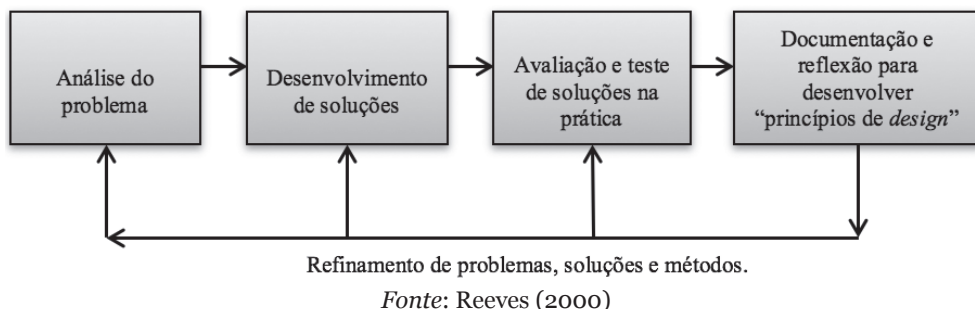 Análise do
problema
Desenvolvimento
de soluções
Avaliação e teste
de soluções na
prática
Documentação e
reflexão para
desenvolver
“princípios de design”
Refinamento de problemas, soluções e métodos.
Fonte: Reeves (2000)